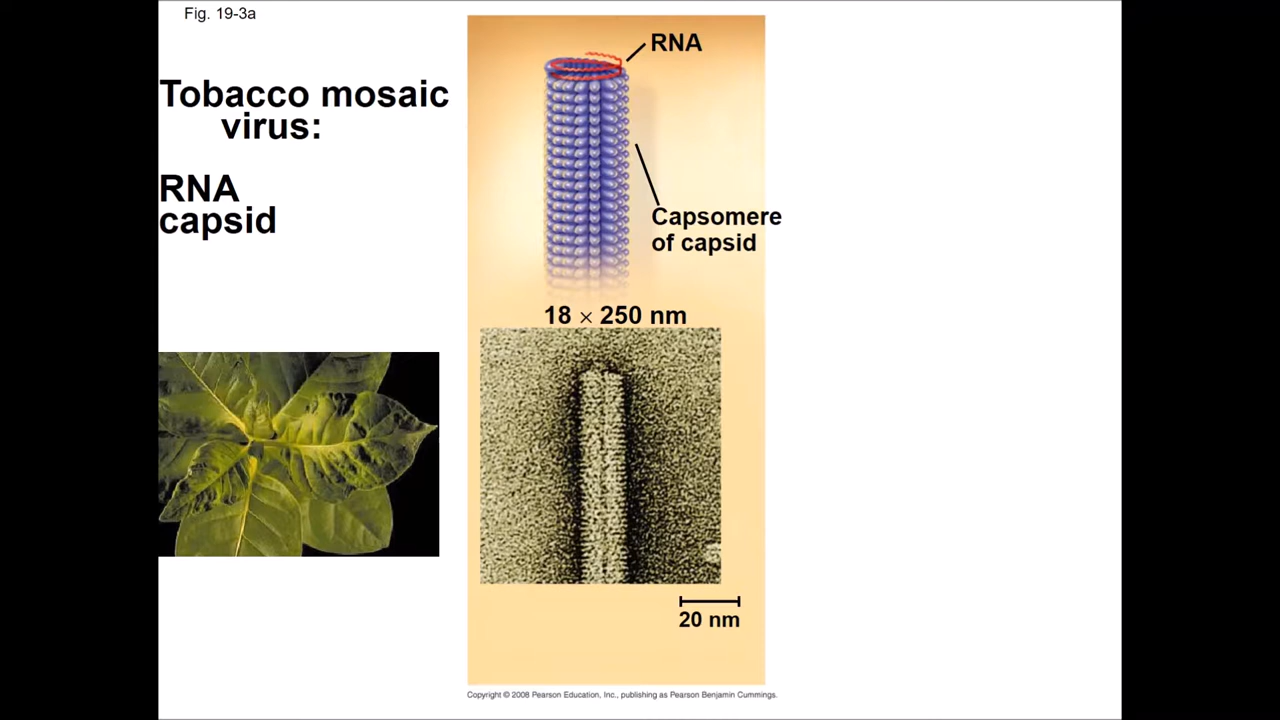 Fig. 19-3a
Tobacco mosaic
virus:
RNA
capsid
RNA
Capsomere
of capsid
18 × 250 nm
20 nm
Copyright © 2008 Pearson Education, Inc., publishing as Pearson Benjamin Cummings.